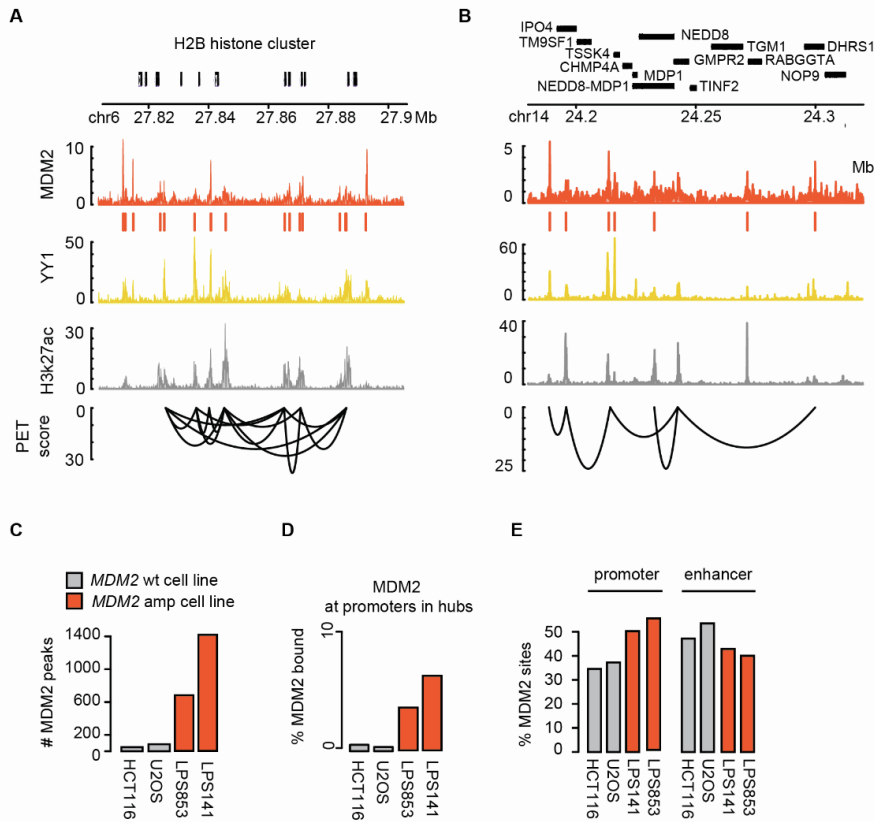 A
H2B histone cluster
chr6 27.82 27.84 27.86 27.88 27.9 Mb
MDM2
10
0
YY1
50
0
H3k27ac
30
0
PET
score
0
30
B
IPO4
NEDD8
TM9SF1
TGM1
DHRS1
TSSK4
CHMP4A
GMPR2
RABGGTA
MDP1
NOP9
NEDD8-MDP1
TINF2
chr14 24.2 24.25 24.3
Mb
5
0
60
0
40
0
0
25
C
MDM2 wt cell line
MDM2 amp cell line
# MDM2 peaks
1400
600
200
0
HCT116
U2OS
LPS853
LPS141
D
MDM2
at promoters in hubs
% MDM2 bound
10
0
HCT116
U2OS
LPS853
LPS141
E
promoter enhancer
% MDM2 sites
50
40
30
20
10
0
HCT116
U2OS
LPS141
LPS853
HCT116
U2OS
LPS141
LPS853